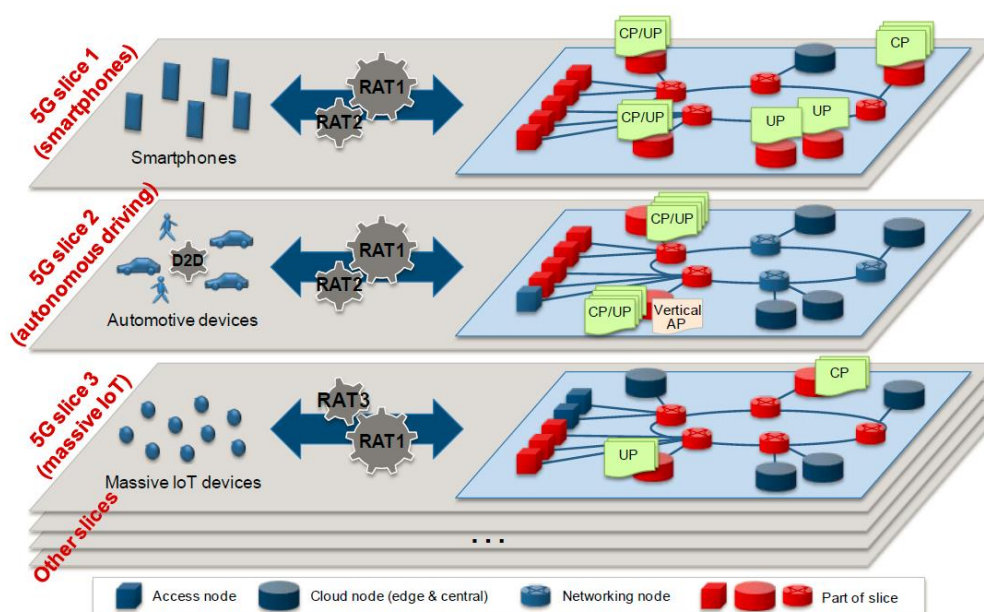 5G slice 1
(smartphones)
Smartphones
RAT1
RAT2
CP/UP
CP
CP/UP
UP
UP
5G slice 2
(autonomous driving)
D2D
Automotive devices
RAT1
RAT2
CP/UP
CP/UP
Vertical
AP
5G slice 3
(massive IoT)
Massive IoT devices
RAT3
RAT1
CP
UP
Other slices
...
Access node
Cloud node (edge & central)
Networking node
Part of slice